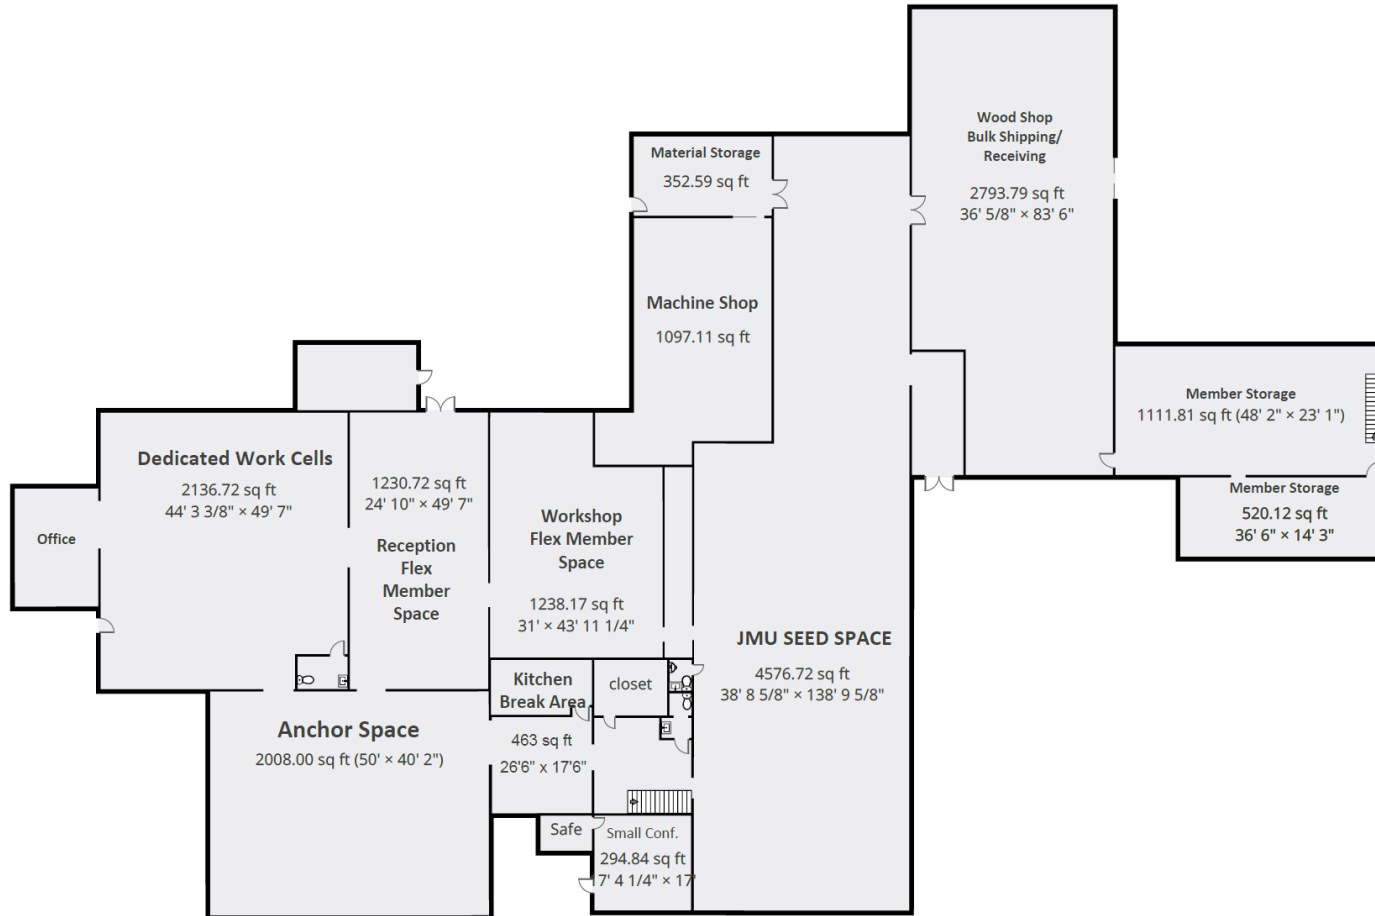 Wood Shop
Bulk Shipping/
Receiving
2793.79 sq ft
36' 5/8" × 83' 6"
Material Storage
352.59 sq ft
Machine Shop
1097.11 sq ft
Member Storage
1111.81 sq ft (48' 2" × 23' 1")
Member Storage
520.12 sq ft
36' 6" × 14' 3"
Dedicated Work Cells
2136.72 sq ft
44' 3 3/8" × 49' 7"
Office
1230.72 sq ft
24' 10" × 49' 7"
Reception
Flex
Member
Space
Workshop
Flex Member
Space
1238.17 sq ft
31' × 43' 11 1/4"
JMU SEED SPACE
4576.72 sq ft
38' 8 5/8" × 138' 9 5/8"
Kitchen
Break Area
closet
463 sq ft
26'6" x 17'6"
Anchor Space
2008.00 sq ft (50' × 40' 2")
Safe
Small Conf.
294.84 sq ft
17' 4 1/4" × 17'